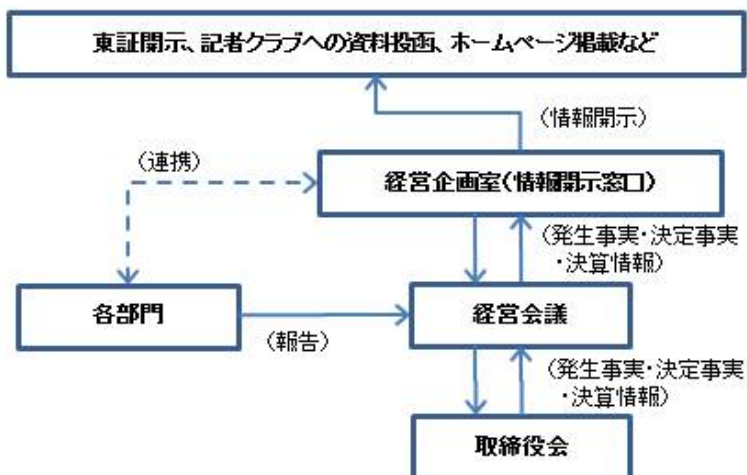 東証開示、記者クラブへの資料投函、ホームページ掲載など
(情報開示)
(連携)
経営企画室(情報開示窓口)
(発生事実・決定事実
・決算情報)
各部門
経営会議
(報告)
(発生事実・決定事実
・決算情報)
取締役会